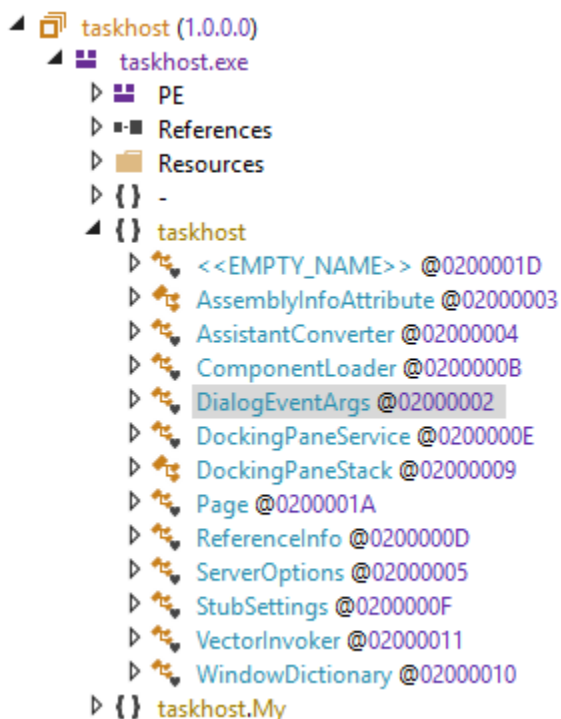 taskhost (1.0.0.0)
taskhost.exe
PE
References
Resources
{ } -
{ } taskhost
<<EMPTY_NAME>> @0200001D
AssemblyInfoAttribute @02000003
AssistantConverter @02000004
ComponentLoader @0200000B
DialogEventArgs @02000002
DockingPaneService @0200000E
DockingPaneStack @02000009
Page @0200001A
ReferenceInfo @0200000D
ServerOptions @02000005
StubSettings @0200000F
VectorInvoker @02000011
WindowDictionary @02000010
{ } taskhost.My